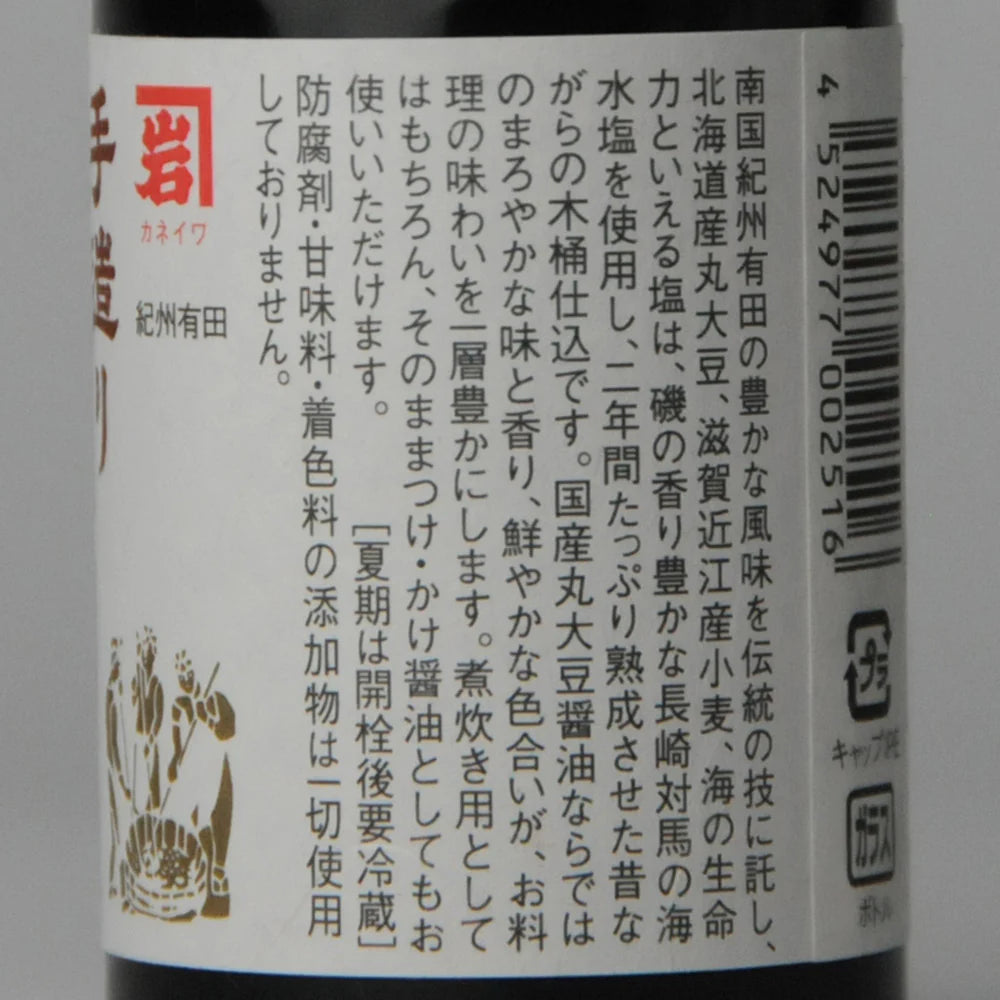 南国紀州有田の豊かな風味を伝統の技に託し、
北海道産丸大豆、滋賀近江産小麦、海の生命
力といえる塩は、磯の香り豊かな長崎対馬の海
水塩を使用し、二年間たっぷり熟成させた昔な
がらの木桶仕込です。国産丸大豆醤油ならでは
のまろやかな味と香り、鮮やかな色合いが、お料
理の味わいを一層豊かにします。煮炊き用として
はもちろん、そのままつけ・かけ醤油としてもお
使いいただけます。 [夏期は開栓後要冷蔵]
防腐剤・甘味料・着色料の添加物は一切使用
しておりません。
岩
カネイワ
紀州有田
手造り
4 524977 002516
プラ
キャップ
ガラス
ボトル